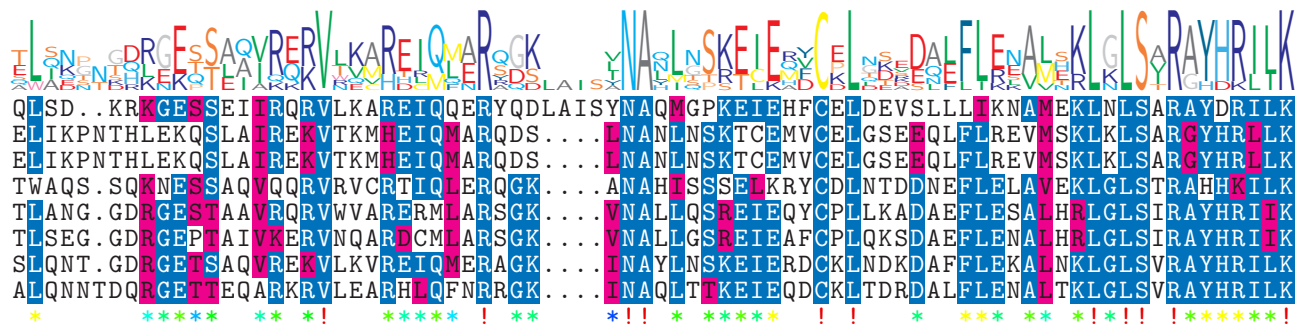 QLSD..KRKGESSEIIRQRVLKAREIQQERYQDLAISYNAQMGPKEIEHFCELDEVSLLLIKNAMEKLNLSARAYDRILK
ELIKPNTHLEKQSLAIREKVTKMHEIQMARQDS....LNANLNSKTCEMVCELGSEEQLFLREVMSKLKLSARGYHRLLK
ELIKPNTHLEKQSLAIREKVTKMHEIQMARQDS....LNANLNSKTCEMVCELGSEEQLFLREVMSKLKLSARGYHRLLK
TWAQS.SQKNESSAQVQQRVRVCRTIQLERQGK....ANAHISSSELKRYCDLNTDDNEFLELAVEKLGLSTRAHHKILK
TLANG.GDRGESTAAVRQRVWVARERMLARSGK....VNALLQSREIEQYCPLLKADAEFLESALHRLGLSIRAYHRIIK
TLSEG.GDRGEPTAIVKERVNQARDCMLARSGK....VNALLGSREIEAFCPLQKSDAEFLENALHRLGLSIRAYHRIIK
SLQNT.GDRGETSAQVREKVLKVREIQMERAGK....INAYLNSKEIERDCKLNDKDAFFLEKALNKLGLSVRAYHRILK
ALQNNTDQRGETTEQARKRVLEARHLQFNRRGK....INAQLTTKEIEQDCKLTDRDALFLENALTKLGLSVRAYHRILK